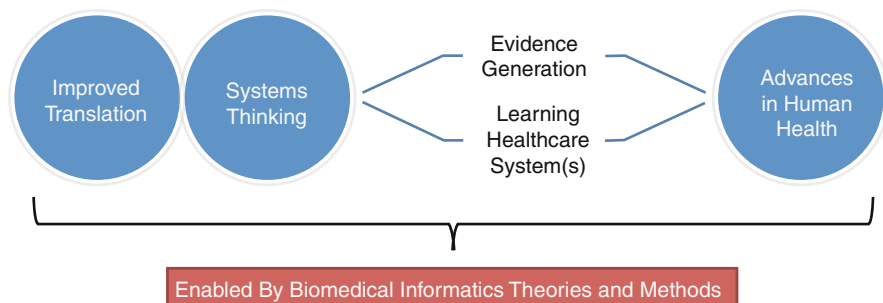 Improved
Translation
Systems
Thinking
Evidence
Generation
Learning
Healthcare
System(s)
Advances
in Human
Health
Enabled By Biomedical Informatics Theories and Methods